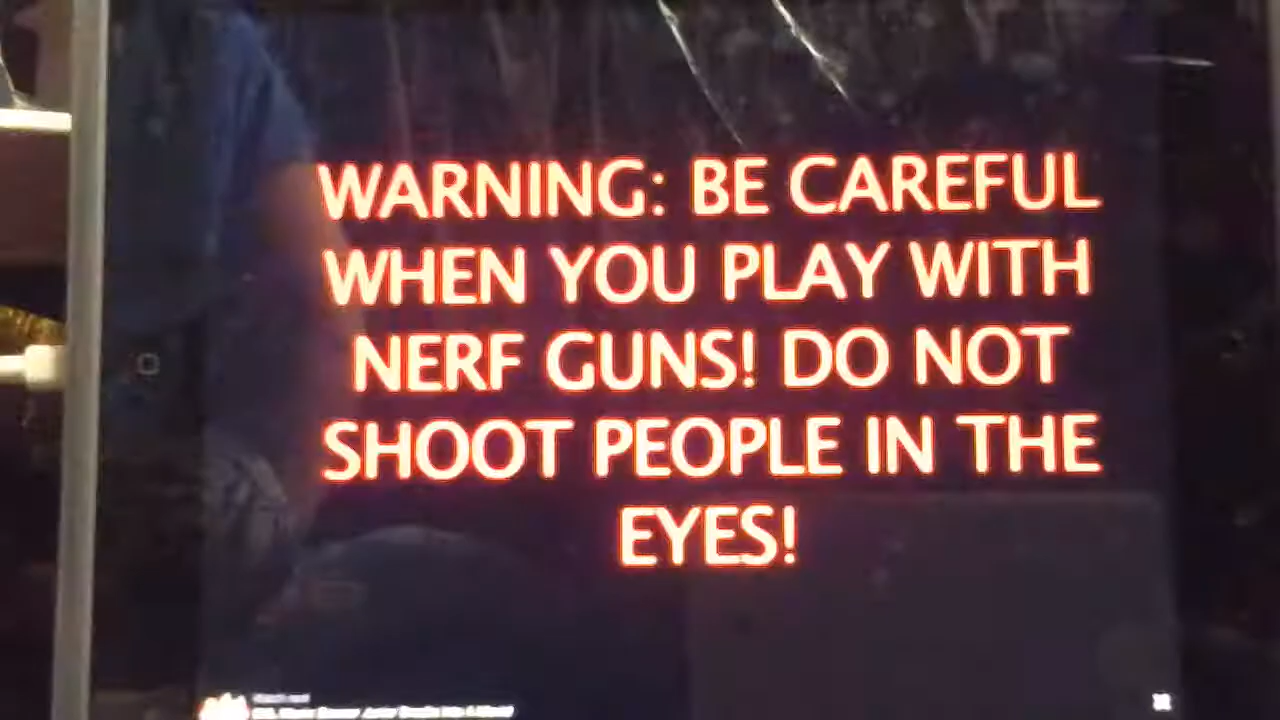 WARNING: BE CAREFUL
WHEN YOU PLAY WITH
NERF GUNS! DO NOT
SHOOT PEOPLE IN THE
EYES!